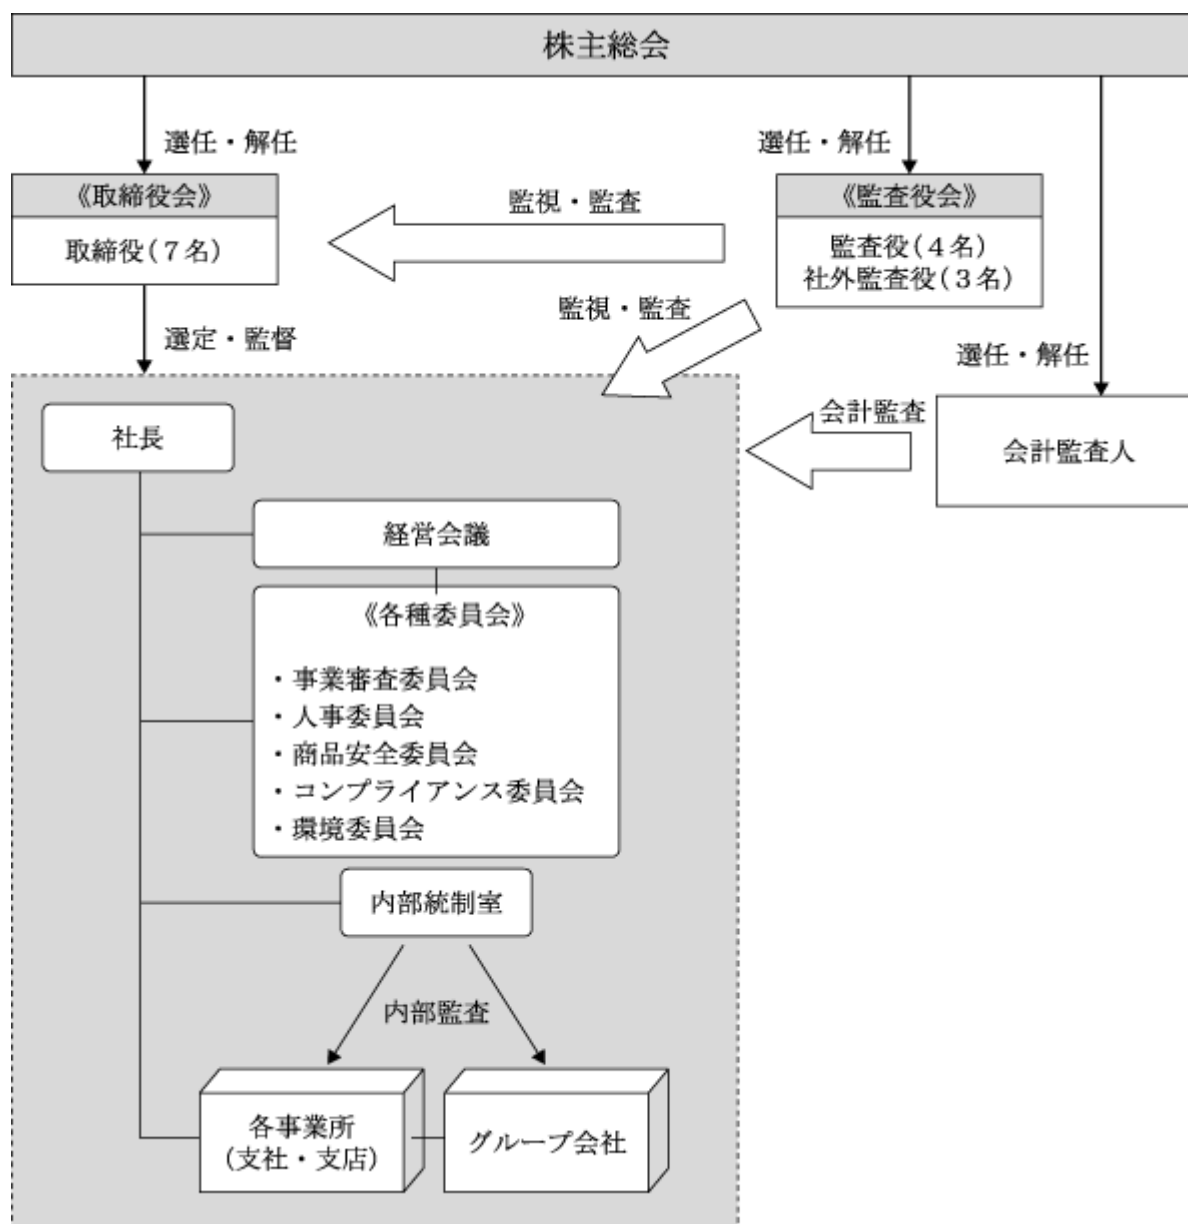 株主総会
選任・解任
選任・解任
《取締役会》
取締役(7名)
監視・監査
《監査役会》
監査役(4名)
社外監査役(3名)
選定・監督
監視・監査
選任・解任
社長
会計監査
会計監査人
経営会議
《各種委員会》
・事業審査委員会
・人事委員会
・商品安全委員会
・コンプライアンス委員会
・環境委員会
内部統制室
内部監査
各事業所
(支社・支店)
グループ会社